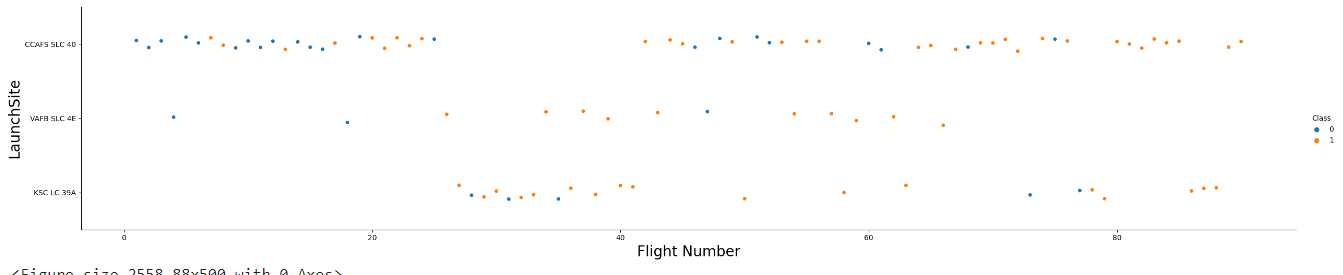 CCAFS SLC 40
VAFB SLC 4E
KSC LC 39A
LaunchSite
0 20 40 60 80
Flight Number
Class
0
1
<Figure size 2558.88x500 with 0 Axes>